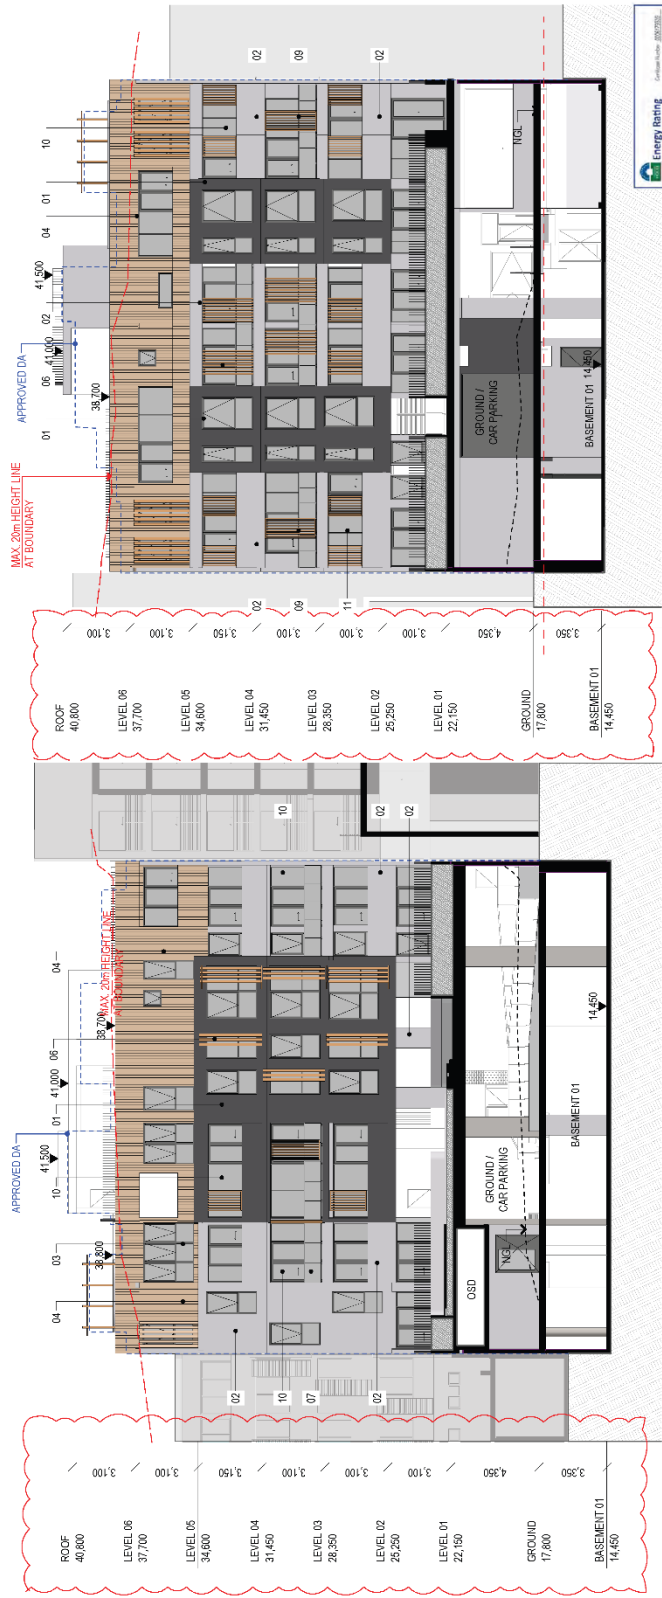 MAX. 20m HEIGHT LINE
AT BOUNDARY
APPROVED DA
01
06
41,000
02
41,500
04
01
10
38,700
02
09
02
02
09
11
3,100
3,100
3,150
3,100
3,100
3,100
4,350
3,350
ROOF
40,800
LEVEL 06
37,700
LEVEL 05
34,600
LEVEL 04
31,450
LEVEL 03
28,350
LEVEL 02
25,250
LEVEL 01
22,150
GROUND
17,800
BASEMENT 01
14,450
GROUND /
CAR PARKING
NGL
BASEMENT 01
14,450
Energy Rating
APPROVED DA
04
03
10
41,500
01
41,000
06
04
38,800
38,700
MAX. 20m HEIGHT LINE
AT BOUNDARY
02
10
07
02
10
02
02
OSD
NGL
GROUND /
CAR PARKING
BASEMENT 01
14,450
3,100
3,100
3,150
3,100
3,100
3,100
4,350
3,350
ROOF
40,800
LEVEL 06
37,700
LEVEL 05
34,600
LEVEL 04
31,450
LEVEL 03
28,350
LEVEL 02
25,250
LEVEL 01
22,150
GROUND
17,800
BASEMENT 01
14,450